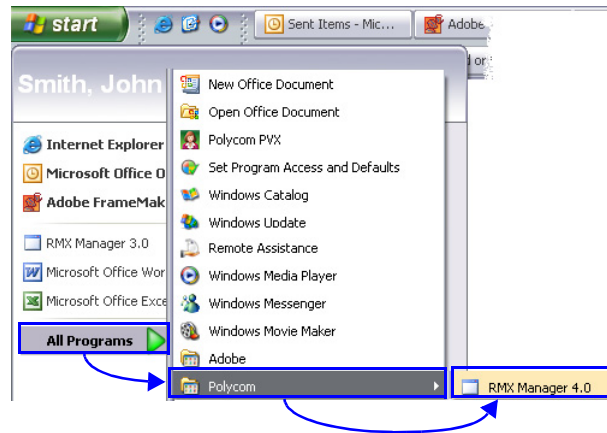 start
Sent Items - Mic...
Adobe
d or
Smith, John
New Office Document
Open Office Document
Polycom PVX
Set Program Access and Defaults
Windows Catalog
Windows Update
Remote Assistance
Windows Media Player
Windows Messenger
Windows Movie Maker
Adobe
Polycom
Internet Explorer
Microsoft Office O
Adobe FrameMak
RMX Manager 3.0
Microsoft Office Wor
Microsoft Office Exce
All Programs
RMX Manager 4.0